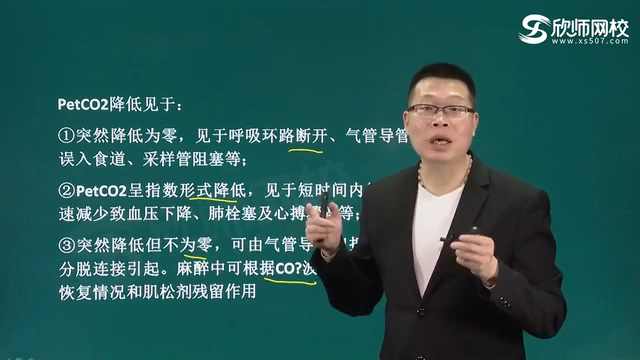 欣师网校
www.xs507.com
PetCO2降低见于：
①突然降低为零，见于呼吸环路断开、气管导管
误入食道、采样管阻塞等；
②PetCO2呈指数形式降低，见于短时间内
速减少致血压下降、肺栓塞及心搏
等；
③突然降低但不为零，可由气管导
分脱连接引起。麻醉中可根据CO?波
恢复情况和肌松剂残留作用